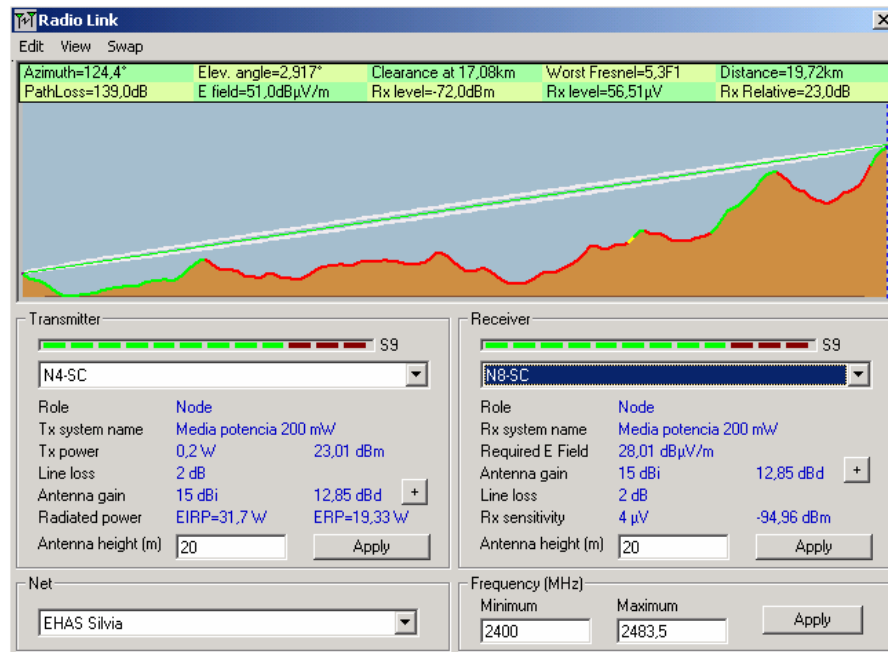 Radio Link
Edit View Swap
Azimuth=124,4° Elev. angle=2,917° Clearance at 17,08km Worst Fresnel=5,3F1 Distance=19,72km
PathLoss=139,0dB E field=51,0dBµV/m Rx level=-72,0dBm Rx level=56,51µV Rx Relative=23,0dB
Transmitter
S9
N4-SC
Role Node
Tx system name Media potencia 200 mW
Tx power 0,2 W 23,01 dBm
Line loss 2 dB
Antenna gain 15 dBi 12,85 dBd +
Radiated power EIRP=31,7 W ERP=19,33 W
Antenna height (m) 20 Apply
Receiver
S9
N8-SC
Role Node
Rx system name Media potencia 200 mW
Required E Field 28,01 dBµV/m
Antenna gain 15 dBi 12,85 dBd +
Line loss 2 dB
Rx sensitivity 4 µV -94,96 dBm
Antenna height (m) 20 Apply
Net
EHAS Silvia
Frequency (MHz)
Minimum Maximum
2400 2483,5 Apply